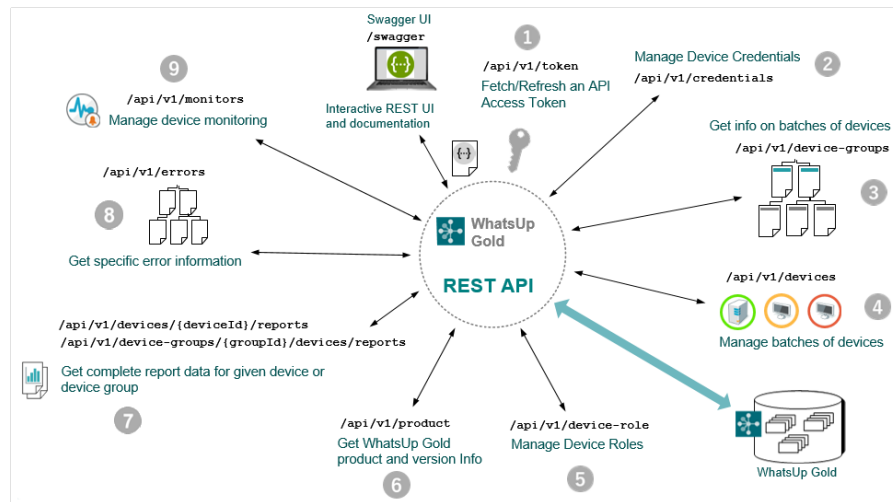 Swagger UI
/swagger
Interactive REST UI
and documentation
1
/api/v1/token
Fetch/Refresh an API
Access Token
Manage Device Credentials
/api/v1/credentials
2
Get info on batches of devices
/api/v1/device-groups
3
/api/v1/devices
4
Manage batches of devices
WhatsUp Gold
/api/v1/device-role
Manage Device Roles
5
/api/v1/product
Get WhatsUp Gold
product and version Info
6
/api/v1/devices/{deviceId}/reports
/api/v1/device-groups/{groupId}/devices/reports
Get complete report data for given device or
device group
7
/api/v1/errors
8
Get specific error information
9
/api/v1/monitors
Manage device monitoring
{··}
{··}
WhatsUp
Gold
REST API